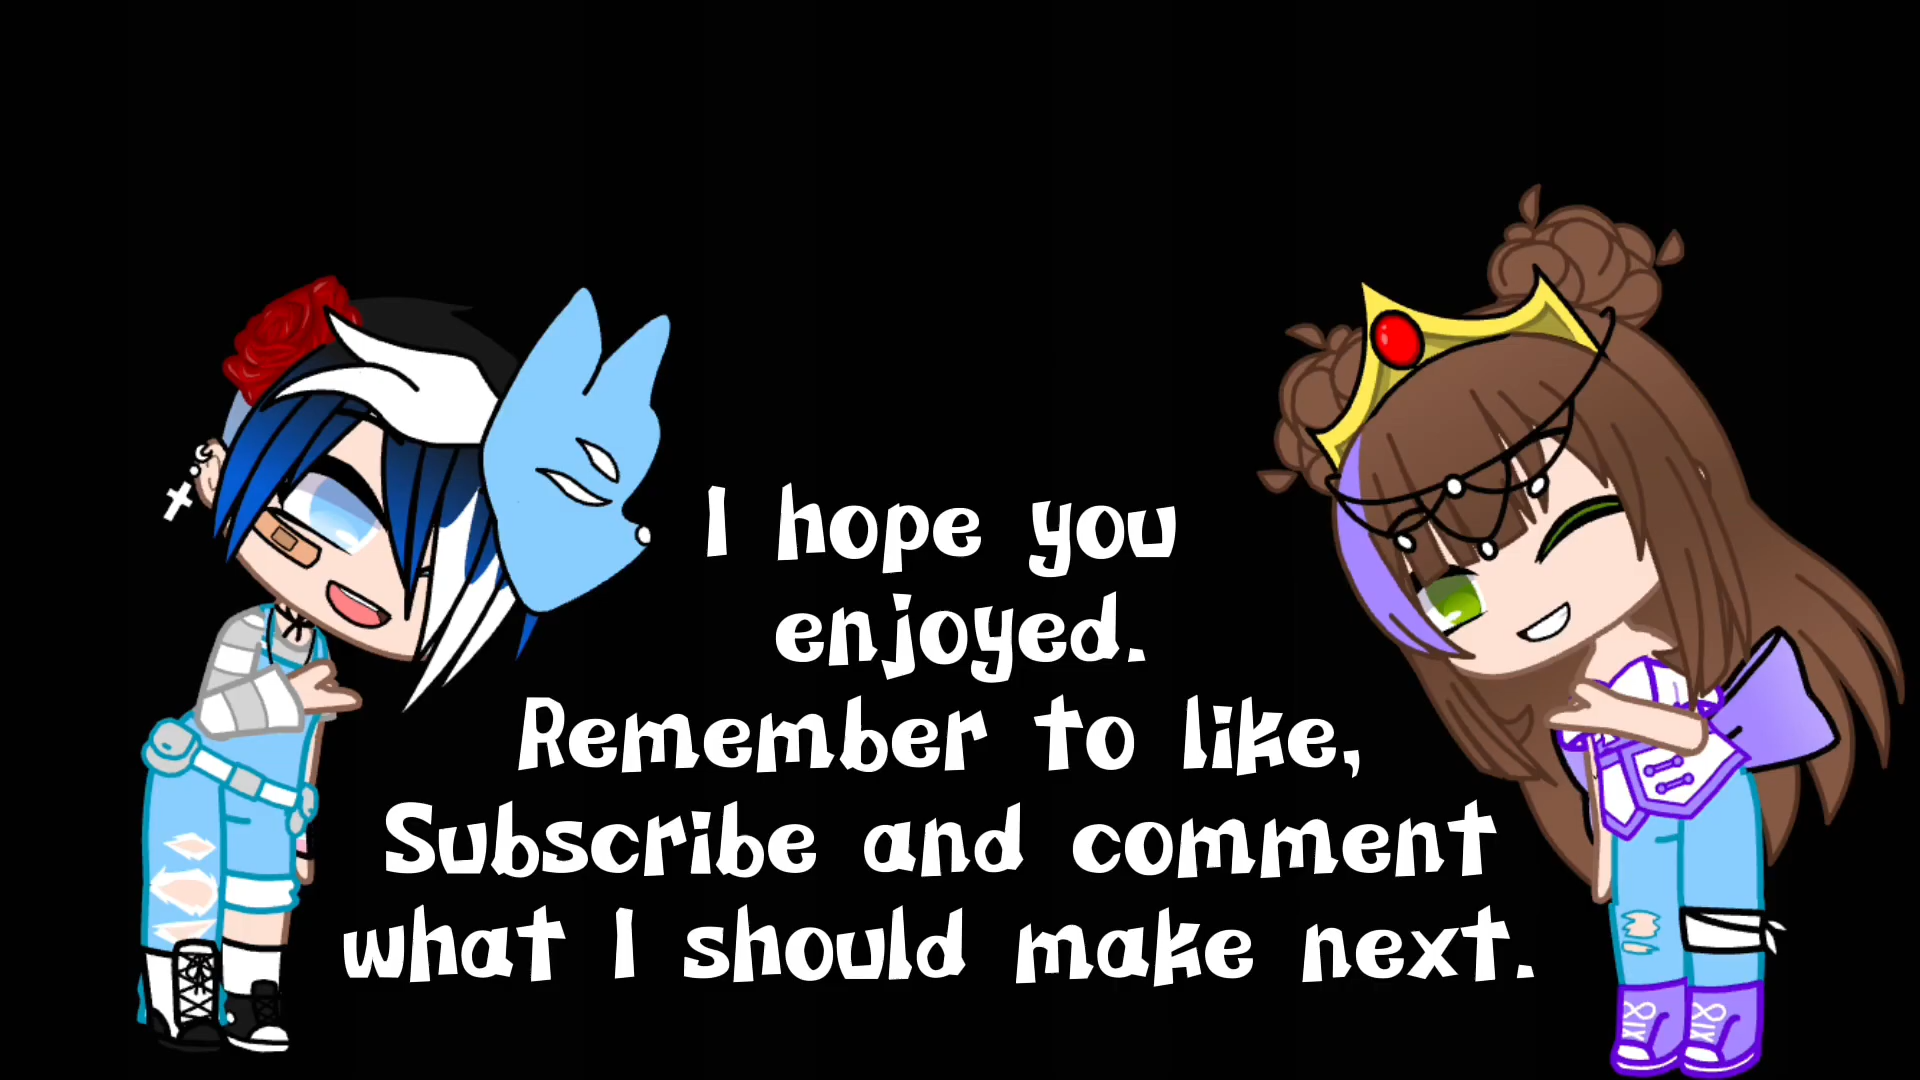 I hope you
enjoyed.
Remember to like,
Subscribe and comment
what I should make next.